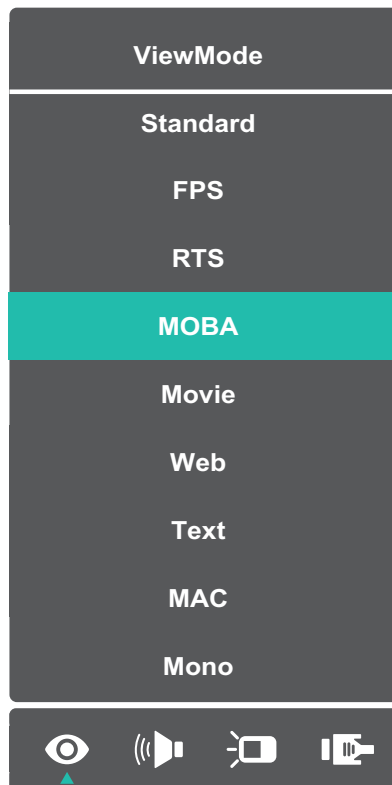 ViewMode
Standard
FPS
RTS
MOBA
Movie
Web
Text
MAC
Mono